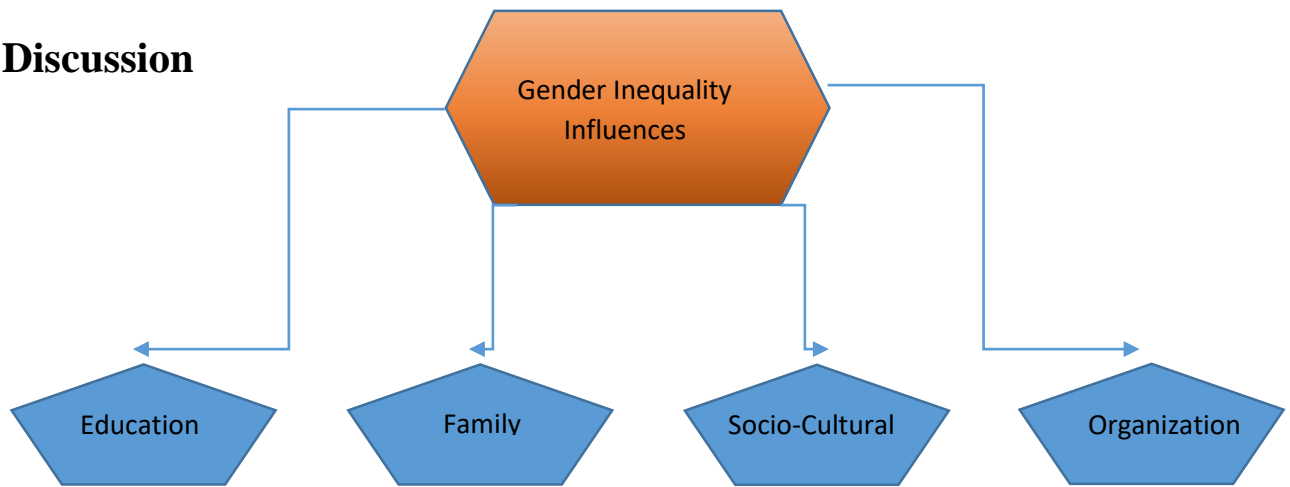 Discussion
Gender Inequality
Influences
Education
Family
Socio-Cultural
Organization